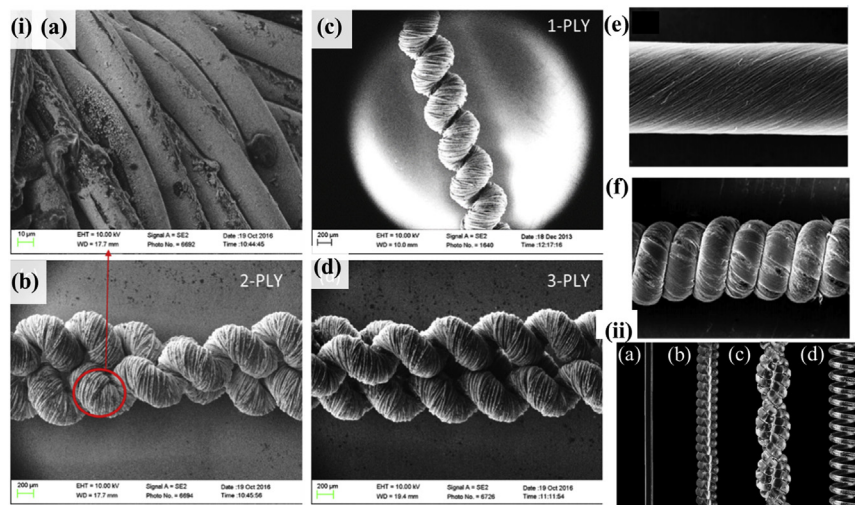 (i) (a)
10 µm
EHT = 10.00 kV
WD = 17.7 mm
Signal A = SE2
Photo No. = 6692
Date :19 Oct 2016
Time :10:44:45
(c)
1-PLY
200 µm
EHT = 10.00 kV
WD = 10.0 mm
Signal A = SE2
Photo No. = 1640
Date :18 Dec 2013
Time :12:17:16
(e)
(f)
(b)
2-PLY
200 µm
EHT = 10.00 kV
WD = 17.7 mm
Signal A = SE2
Photo No. = 6694
Date :19 Oct 2016
Time :10:45:56
(d)
3-PLY
200 µm
EHT = 10.00 kV
WD = 19.4 mm
Signal A = SE2
Photo No. = 6726
Date :19 Oct 2016
Time :11:11:54
(ii)
(a)
(b)
(c)
(d)